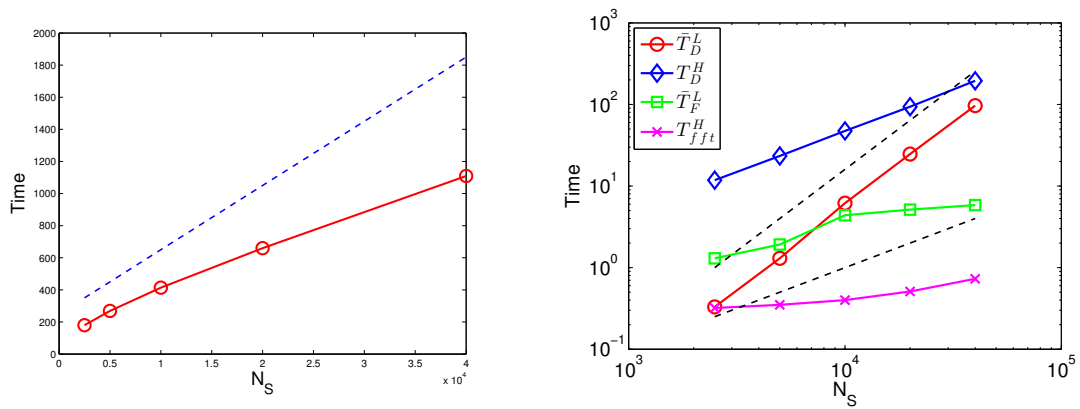 2000
1800
1600
1400
1200
1000
800
600
400
200
0
Time
0 0.5 1 1.5 2 2.5 3 3.5 4
x 10^4
N_S
10^3
10^2
10^1
10^0
10^-1
Time
T̄_D^L
T_D^H
T̄_F^L
T_fft^H
10^3 10^4 10^5
N_S